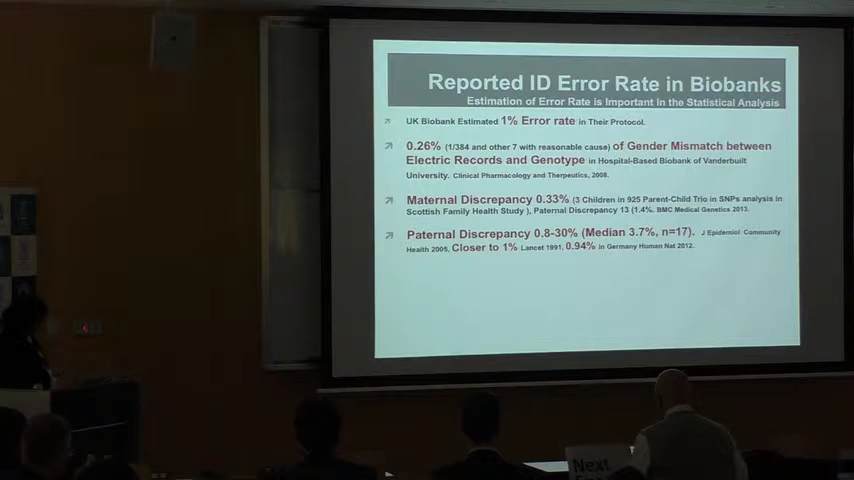 Reported ID Error Rate in Biobanks
Estimation of Error Rate is Important In the Statistical Analysis
UK Biobank Estimated 1% Error rate in Their Protocol.
0.26% (1/384 and other 7 with reasonable cause) of Gender Mismatch between
Electric Records and Genotype in Hospital-Based Biobank of Vanderbuilt
University. Clinical Pharmacology and Therpeutics, 2008.
Maternal Discrepancy 0.33% (3 Children in 925 Parent-Child Trio in SNPs analysis in
Scottish Family Health Study ), Paternal Discrepancy 13 (1.4%. BMC Medical Genetics 2013.
Paternal Discrepancy 0.8-30% (Median 3.7%, n=17). J Epidemiol Community
Health 2005, Closer to 1% Lancet 1991, 0.94% in Germany Human Nat 2012.
Next